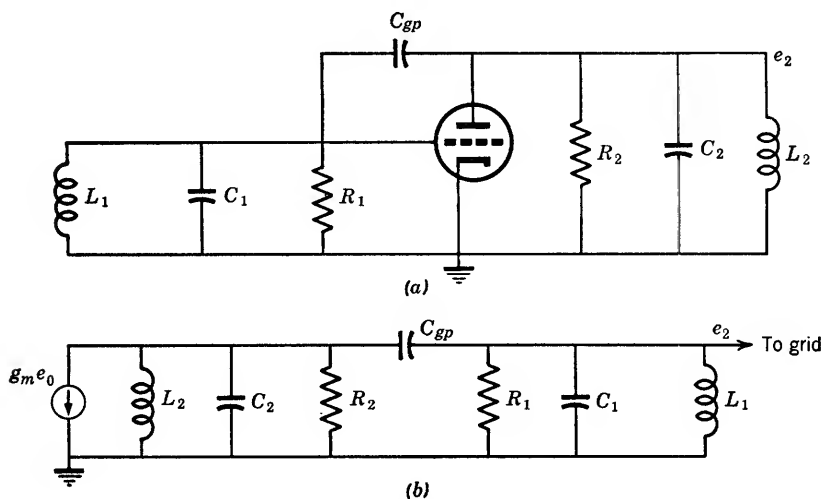 C_gp
e_2
L_1
C_1
R_1
R_2
C_2
L_2
(a)
C_gp
e_2
To grid
g_m e_0
L_2
C_2
R_2
R_1
C_1
L_1
(b)